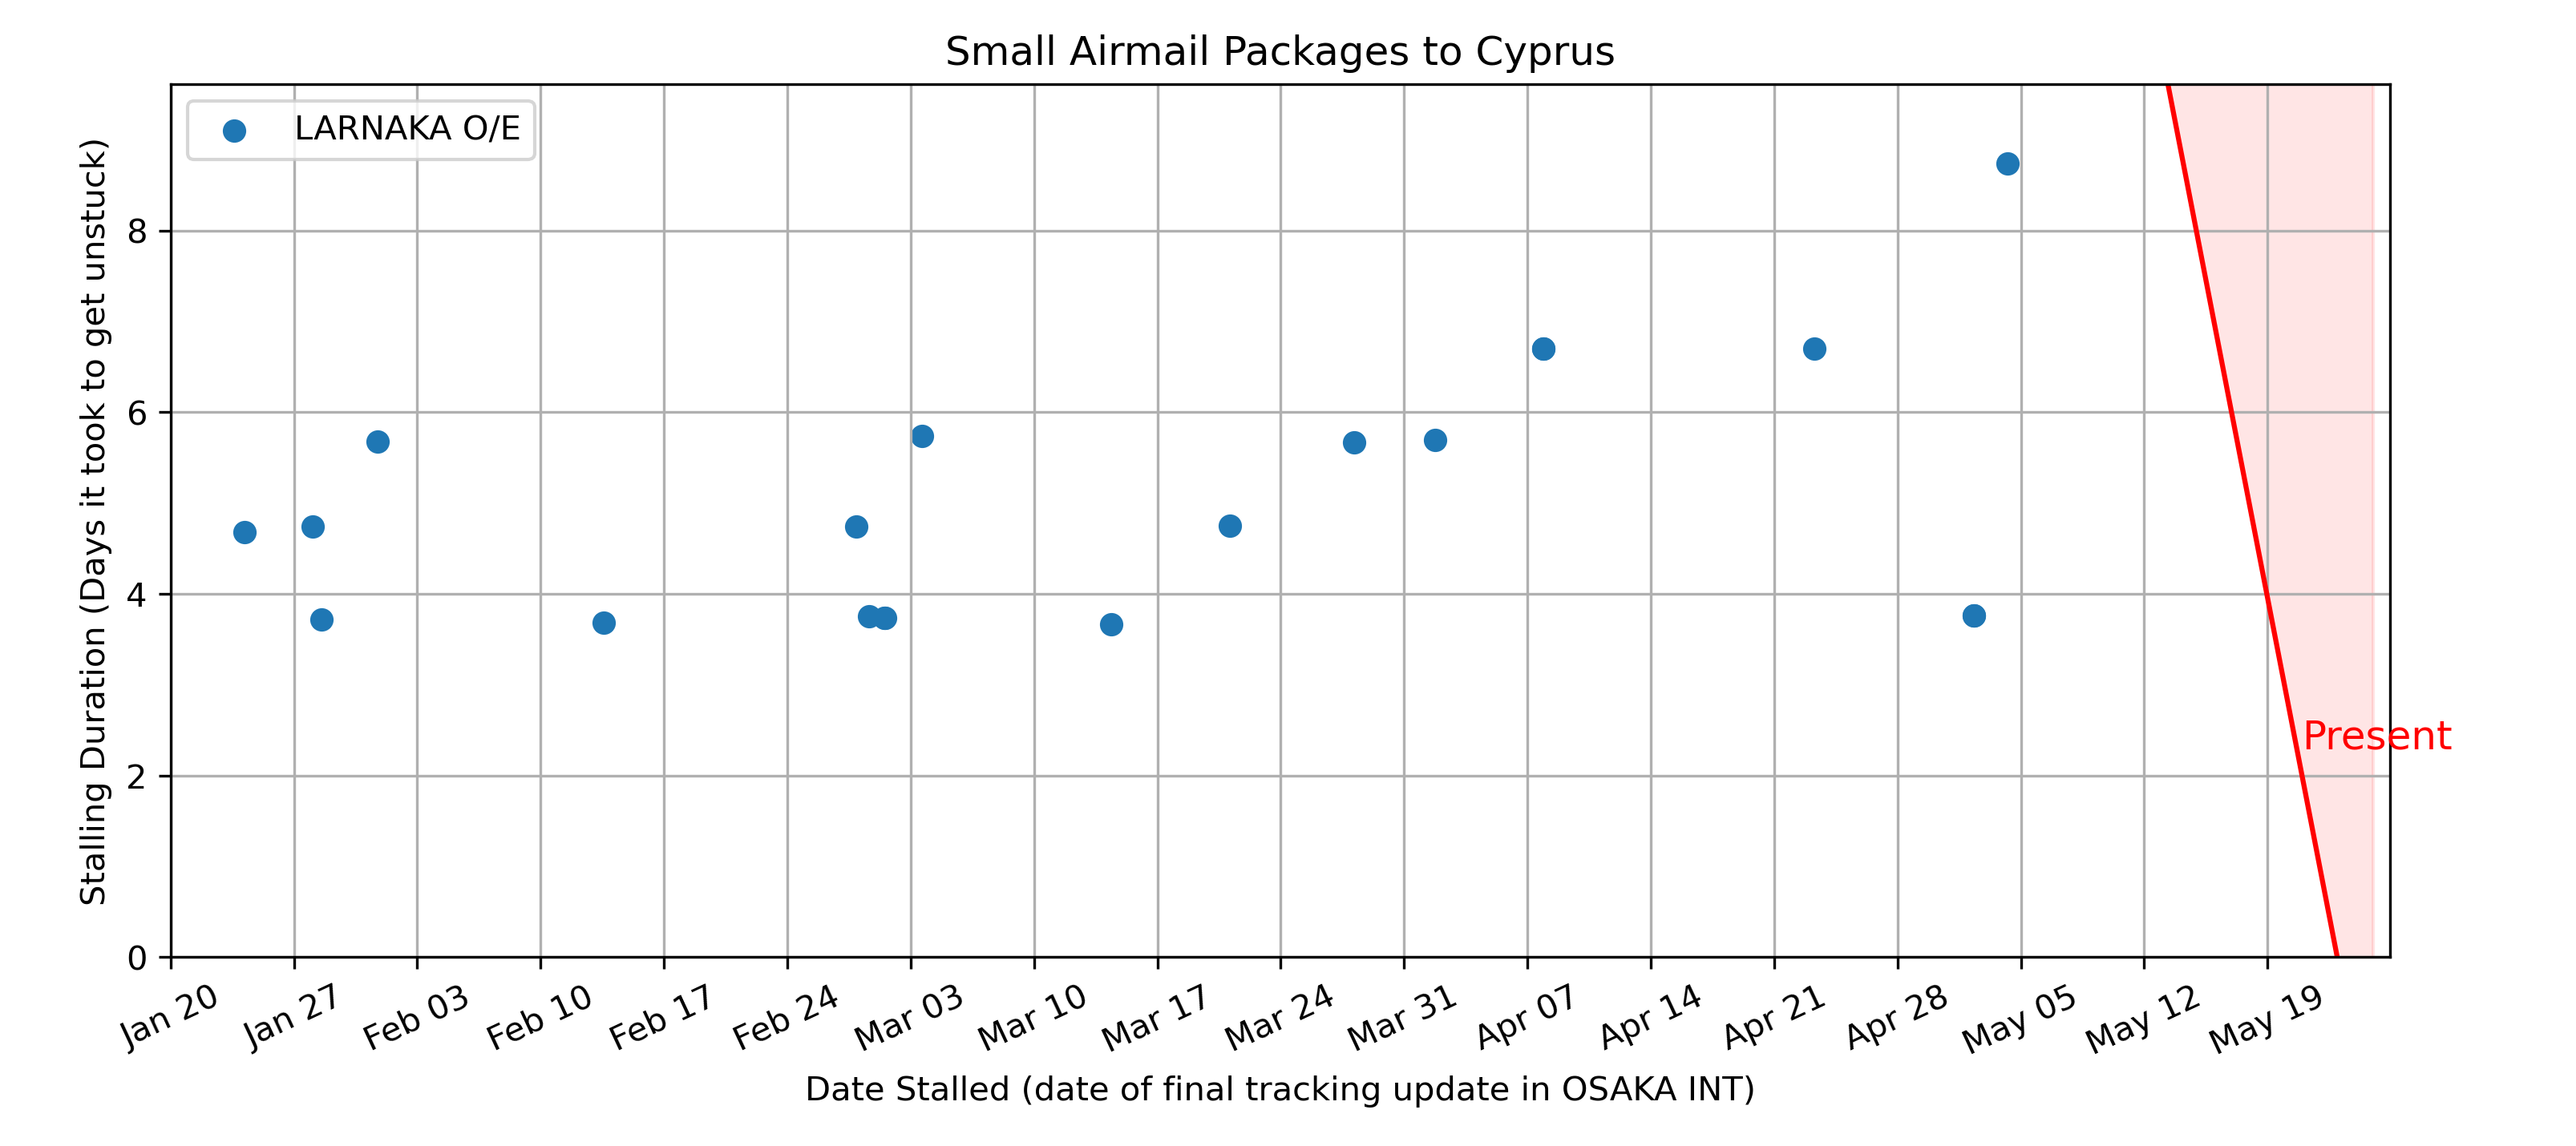 Small Airmail Packages to Cyprus
LARNAKA O/E
Stalling Duration (Days it took to get unstuck)
8
6
4
2
0
Present
Jan 20
Jan 27
Feb 03
Feb 10
Feb 17
Feb 24
Mar 03
Mar 10
Mar 17
Mar 24
Mar 31
Apr 07
Apr 14
Apr 21
Apr 28
May 05
May 12
May 19
Date Stalled (date of final tracking update in OSAKA INT)